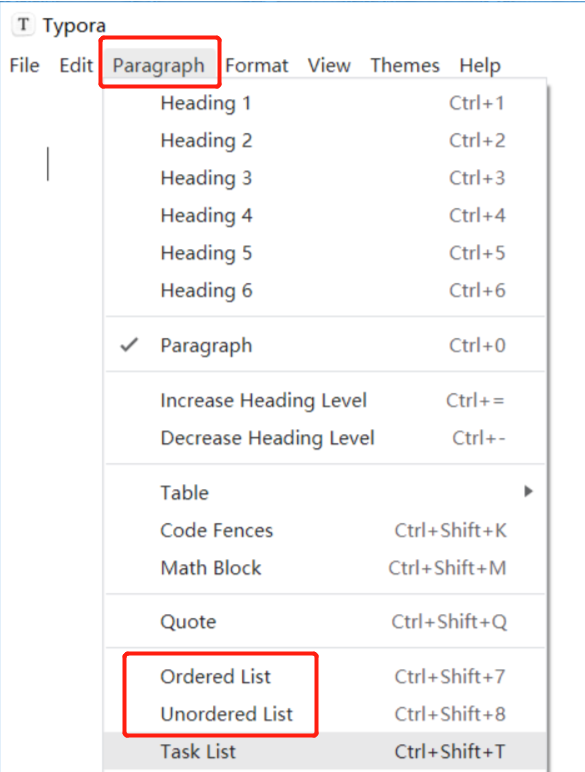 T Typora
File Edit Paragraph Format View Themes Help
Heading 1 Ctrl+1
Heading 2 Ctrl+2
Heading 3 Ctrl+3
Heading 4 Ctrl+4
Heading 5 Ctrl+5
Heading 6 Ctrl+6
Paragraph Ctrl+0
Increase Heading Level Ctrl+=
Decrease Heading Level Ctrl+-
Table
Code Fences Ctrl+Shift+K
Math Block Ctrl+Shift+M
Quote Ctrl+Shift+Q
Ordered List Ctrl+Shift+7
Unordered List Ctrl+Shift+8
Task List Ctrl+Shift+T